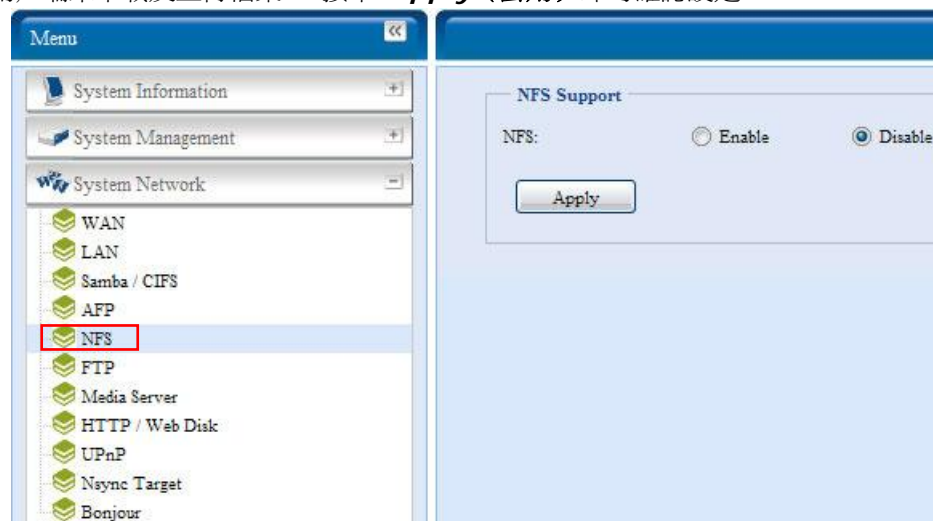 Menu
System Information
System Management
System Network
WAN
LAN
Samba / CIFS
AFP
NFS
FTP
Media Server
HTTP / Web Disk
UPnP
Nsync Target
Bonjour
NFS Support
NFS:
Enable
Disable
Apply